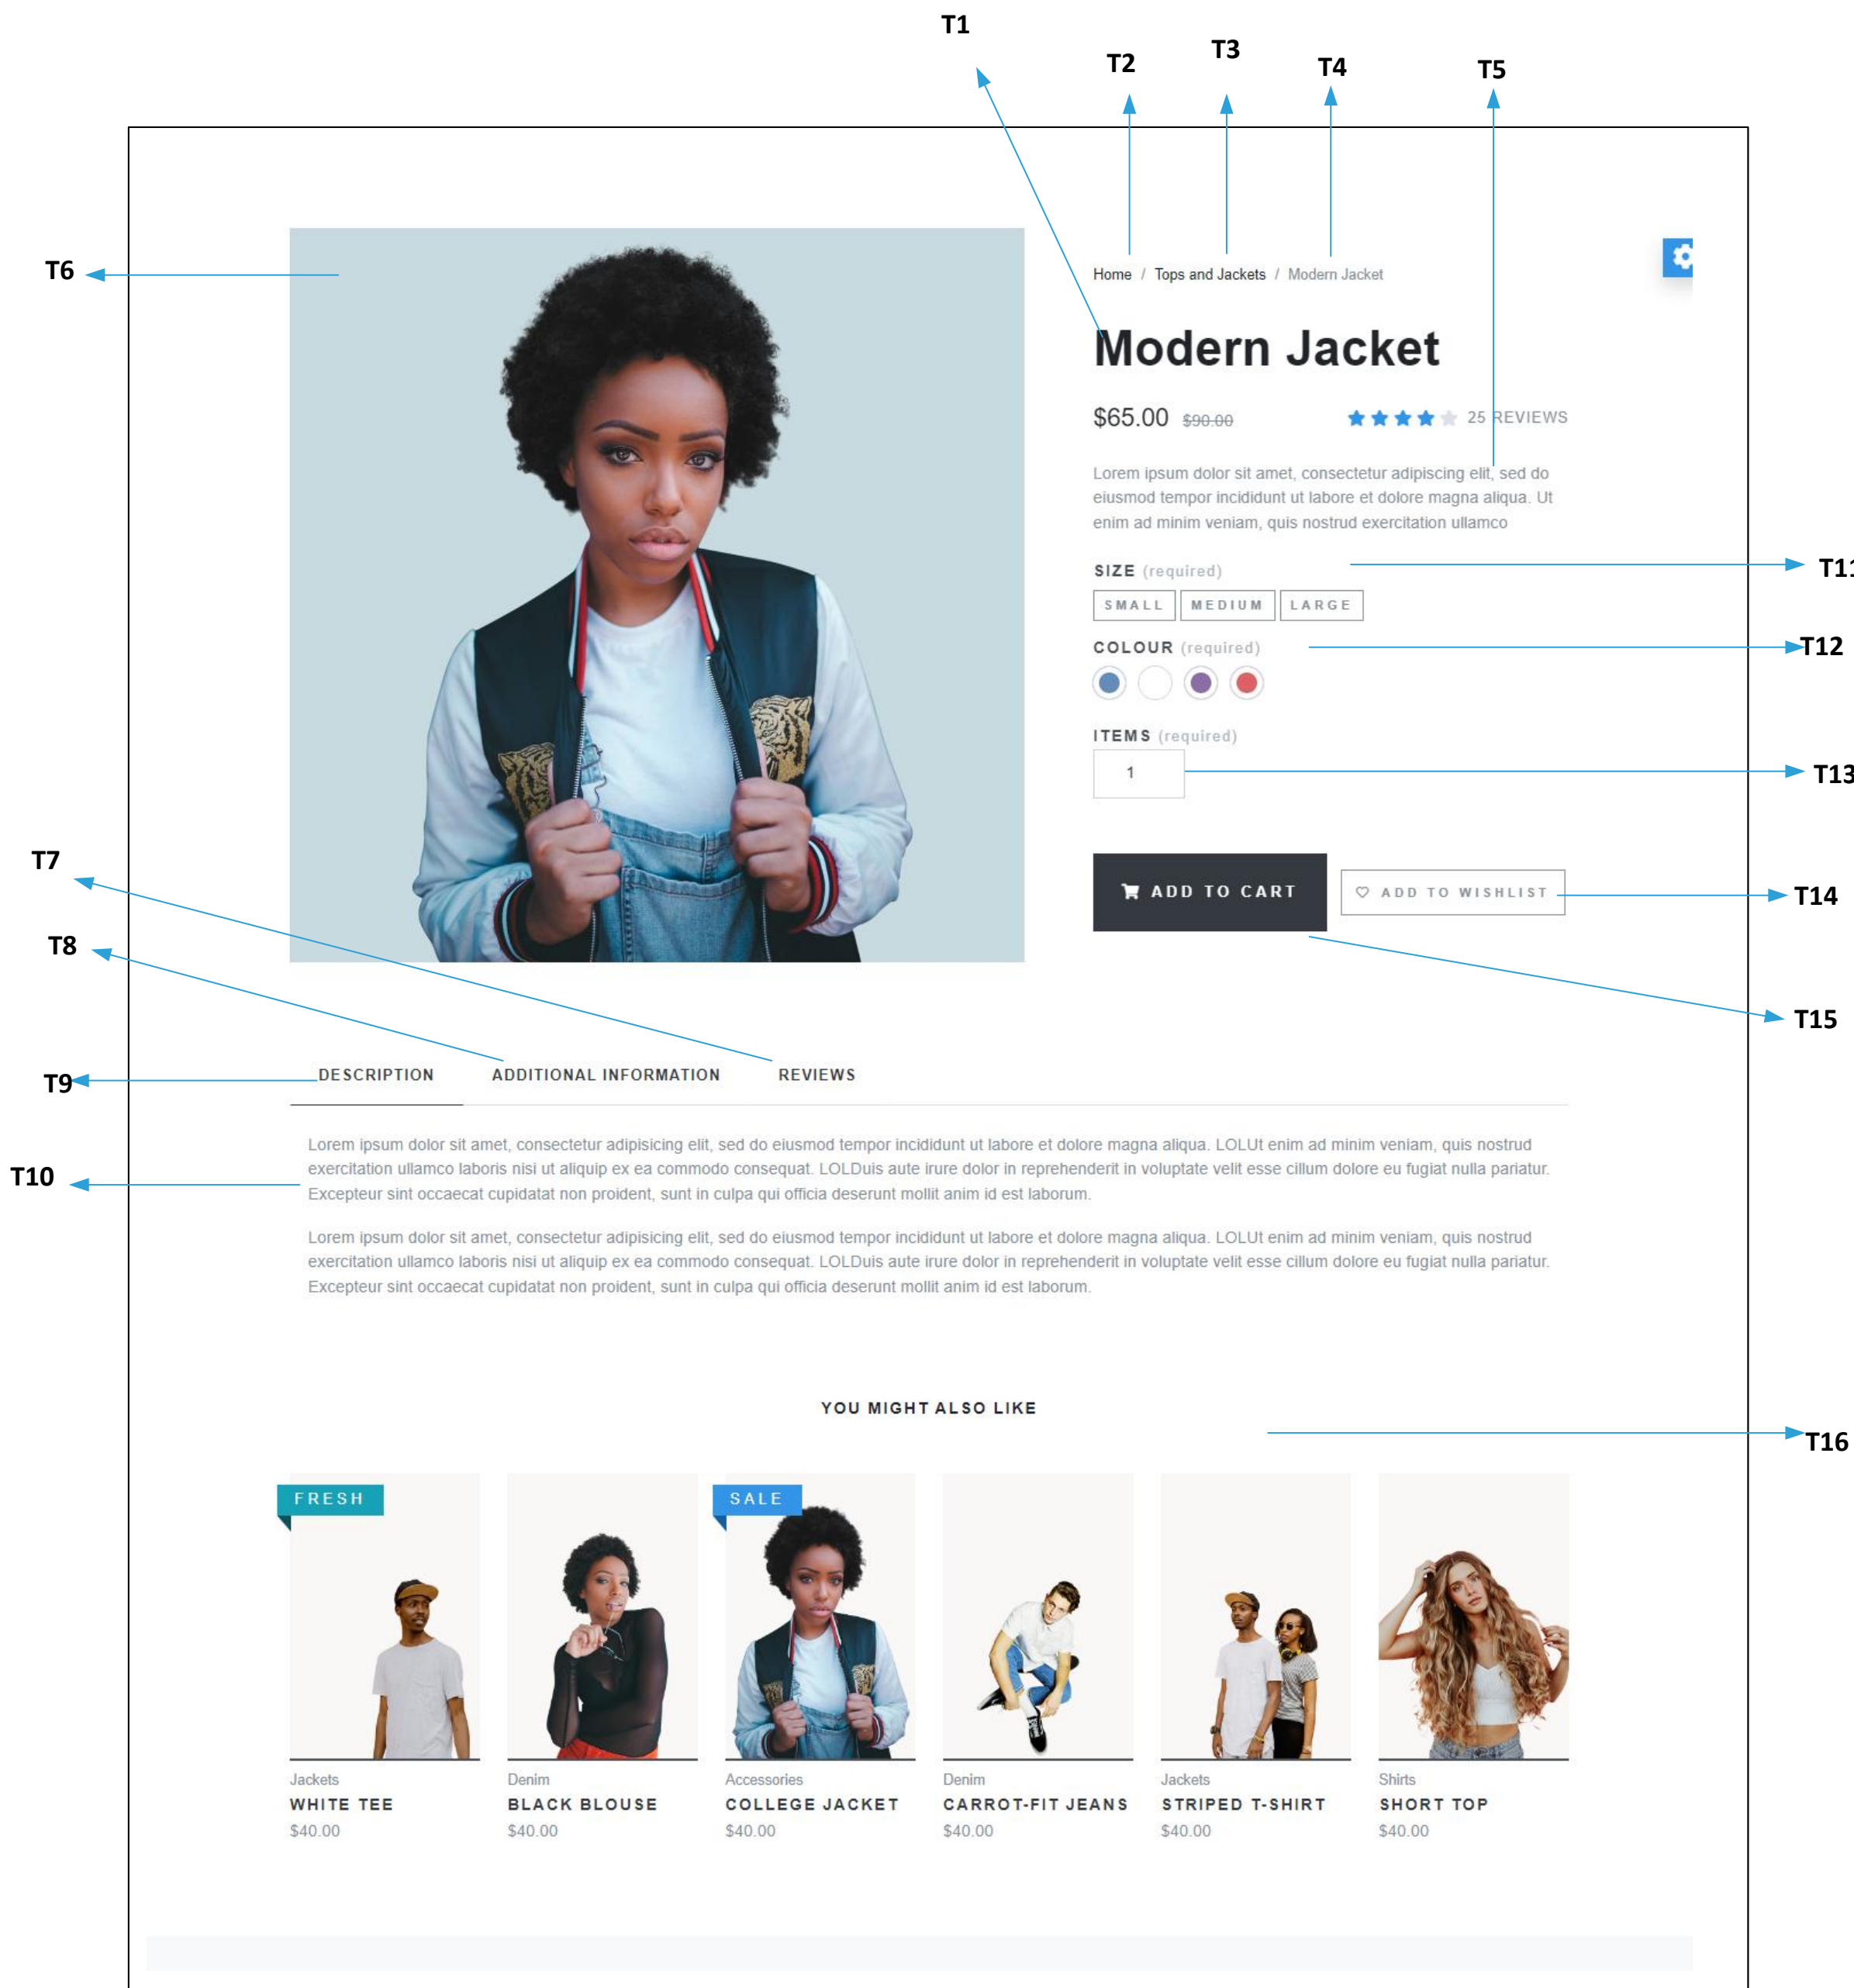 T1
T2
T3
T4
T5
T6
Home / Tops and Jackets / Modern Jacket
Modern Jacket
$65.00 $90.00 25 REVIEWS
Lorem ipsum dolor sit amet, consectetur adipiscing elit, sed do
eiusmod tempor incididunt ut labore et dolore magna aliqua. Ut
enim ad minim veniam, quis nostrud exercitation ullamco
SIZE (required)
T11
SMALL MEDIUM LARGE
COLOUR (required)
T12
ITEMS (required)
1
T13
T7
ADD TO CART
ADD TO WISHLIST
T14
T8
T15
T9
DESCRIPTION ADDITIONAL INFORMATION REVIEWS
Lorem ipsum dolor sit amet, consectetur adipisicing elit, sed do eiusmod tempor incididunt ut labore et dolore magna aliqua. LOLUt enim ad minim veniam, quis nostrud
exercitation ullamco laboris nisi ut aliquip ex ea commodo consequat. LOLDuis aute irure dolor in reprehenderit in voluptate velit esse cillum dolore eu fugiat nulla pariatur.
Excepteur sint occaecat cupidatat non proident, sunt in culpa qui officia deserunt mollit anim id est laborum.
T10
Lorem ipsum dolor sit amet, consectetur adipisicing elit, sed do eiusmod tempor incididunt ut labore et dolore magna aliqua. LOLUt enim ad minim veniam, quis nostrud
exercitation ullamco laboris nisi ut aliquip ex ea commodo consequat. LOLDuis aute irure dolor in reprehenderit in voluptate velit esse cillum dolore eu fugiat nulla pariatur.
Excepteur sint occaecat cupidatat non proident, sunt in culpa qui officia deserunt mollit anim id est laborum.
YOU MIGHT ALSO LIKE
T16
FRESH
SALE
Jackets
WHITE TEE
$40.00
Denim
BLACK BLOUSE
$40.00
Accessories
COLLEGE JACKET
$40.00
Denim
CARROT-FIT JEANS
$40.00
Jackets
STRIPED T-SHIRT
$40.00
Shirts
SHORT TOP
$40.00